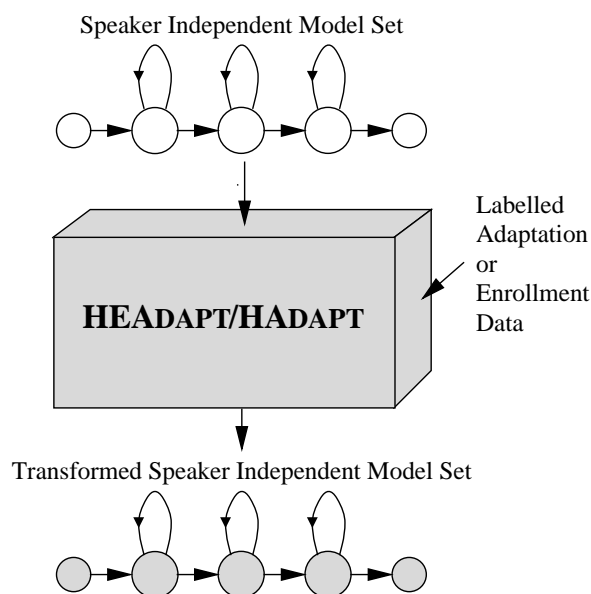 Speaker Independent Model Set
Labelled
Adaptation
or
Enrollment
Data
HEADAPT/HADAPT
Transformed Speaker Independent Model Set